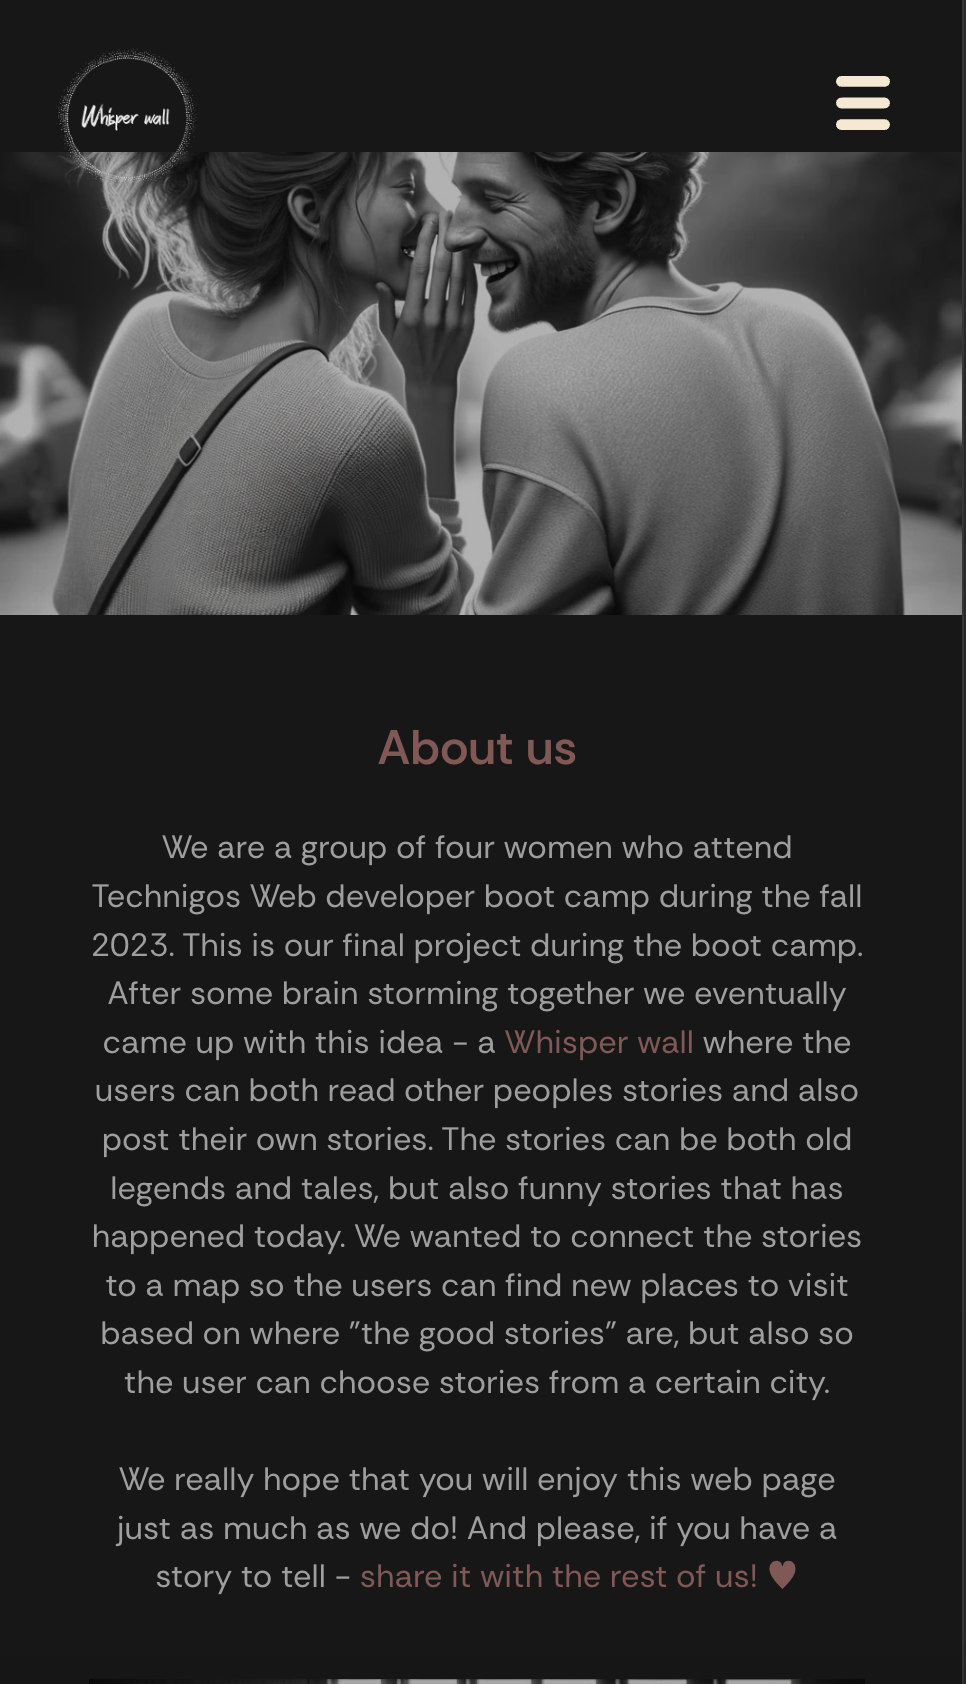 Whisper wall
About us
We are a group of four women who attend
Technigos Web developer boot camp during the fall
2023. This is our final project during the boot camp.
After some brain storming together we eventually
came up with this idea - a Whisper wall where the
users can both read other peoples stories and also
post their own stories. The stories can be both old
legends and tales, but also funny stories that has
happened today. We wanted to connect the stories
to a map so the users can find new places to visit
based on where ”the good stories” are, but also so
the user can choose stories from a certain city.
We really hope that you will enjoy this web page
just as much as we do! And please, if you have a
story to tell - share it with the rest of us! ♥